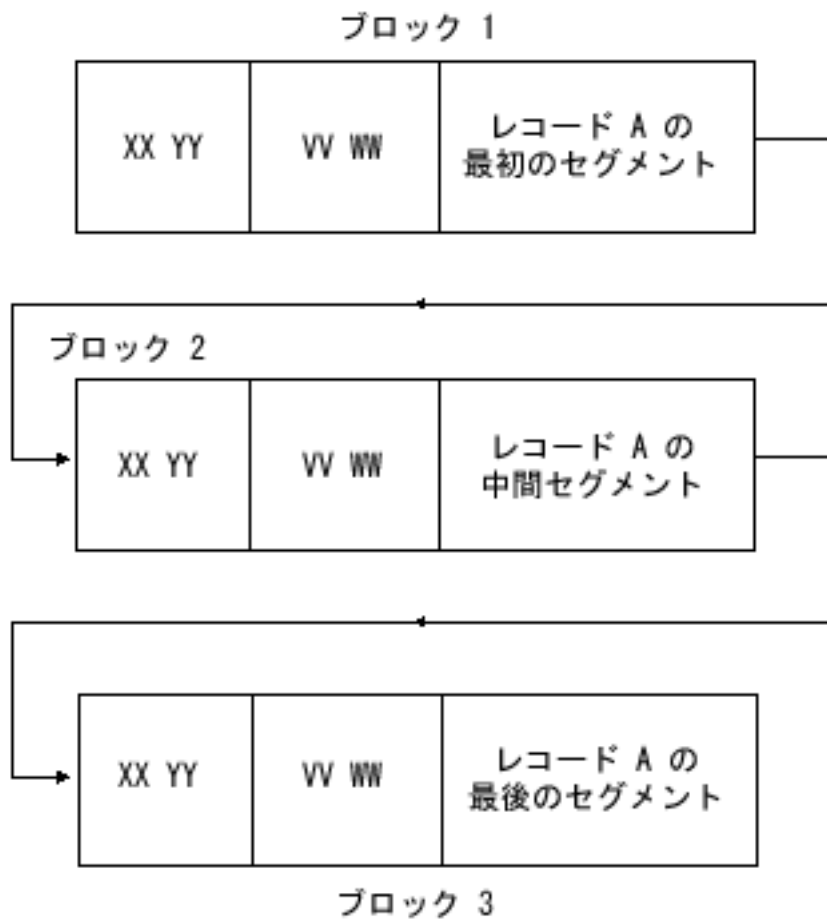 ブロック 1
XX YY
VV WW
レコード A の
最初のセグメント
ブロック 2
XX YY
VV WW
レコード A の
中間セグメント
XX YY
VV WW
レコード A の
最後のセグメント
ブロック 3